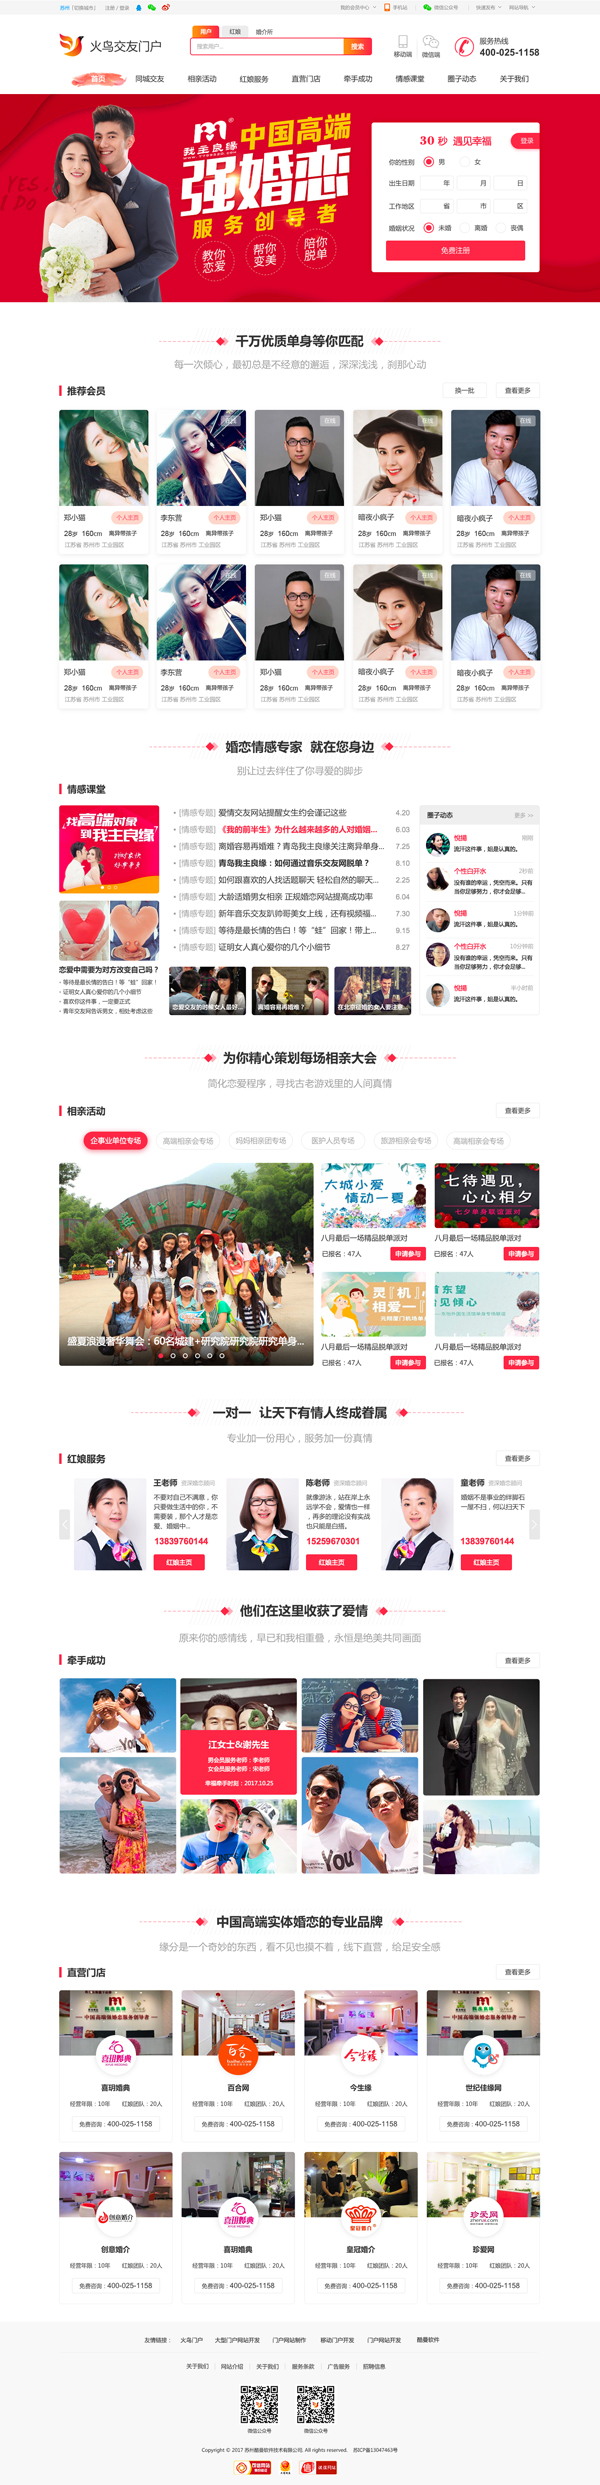 苏州 [切换城市] 注册 / 登录
我的会员中心 手机站 微信公众号 快速发布 网站导航
火鸟交友门户
用户 红娘 婚介所
搜索用户... 搜索
移动端 微信端
服务热线
400-025-1158
首页 同城交友 相亲活动 红娘服务 直营门店 牵手成功 情感课堂 圈子动态 关于我们
我主良缘
中国高端
强婚恋
服务创导者
教你恋爱 帮你变美 陪你脱单
30 秒 遇见幸福 登录
你的性别 男 女
出生日期 年 月 日
工作地区 省 市 区
婚姻状况 未婚 离婚 丧偶
免费注册
千万优质单身等你匹配
每一次倾心，最初总是不经意的邂逅，深深浅浅，刹那心动
推荐会员 换一批 查看更多
在线 在线 在线 在线
郑小猫 个人主页 李东营 个人主页 郑小猫 个人主页 暗夜小疯子 个人主页 暗夜小疯子 个人主页
28岁 160cm 离异带孩子 28岁 160cm 离异带孩子 28岁 160cm 离异带孩子 28岁 160cm 离异带孩子 28岁 160cm 离异带孩子
江苏省 苏州市 工业园区 江苏省 苏州市 工业园区 江苏省 苏州市 工业园区 江苏省 苏州市 工业园区 江苏省 苏州市 工业园区
在线 在线 在线 在线
郑小猫 个人主页 李东营 个人主页 郑小猫 个人主页 暗夜小疯子 个人主页 暗夜小疯子 个人主页
28岁 160cm 离异带孩子 28岁 160cm 离异带孩子 28岁 160cm 离异带孩子 28岁 160cm 离异带孩子 28岁 160cm 离异带孩子
江苏省 苏州市 工业园区 江苏省 苏州市 工业园区 江苏省 苏州市 工业园区 江苏省 苏州市 工业园区 江苏省 苏州市 工业园区
婚恋情感专家 就在您身边
别让过去绊住了你寻爱的脚步
情感课堂
找高端对象
到我主良缘
恋爱中需要为对方改变自己吗？
等待是最长情的告白！等“蛙”回家！
证明女人真心爱你的几个小细节
喜欢你这件事，一定要正式
青年交友网告诉男女，相处考虑这些
[情感专题] 爱情交友网站提醒女生约会谨记这些 4.20
[情感专题] 《我的前半生》为什么越来越多的人对婚姻... 6.03
[情感专题] 离婚容易再婚难？青岛我主良缘关注离异单身... 7.25
[情感专题] 青岛我主良缘：如何通过音乐交友网脱单？ 8.10
[情感专题] 如何跟喜欢的人找话题聊天 轻松自然的聊天... 2.25
[情感专题] 大龄适婚男女相亲 正规婚恋网站提高成功率 6.04
[情感专题] 新年音乐交友趴帅哥美女上线，还有视频福... 7.30
[情感专题] 等待是最长情的告白！等“蛙”回家！带上... 9.15
[情感专题] 证明女人真心爱你的几个小细节 8.27
恋爱交友的时候女人最好... 离婚容易再婚难？ 在北京征婚的女人要注意...
圈子动态 更多 >>
悦揚 刚刚
流汗这件事，姐是认真的。
个性白开水 2秒前
没有谁的幸运，凭空而来。只有
当你足够努力，你才会足够...
悦揚 1分钟前
流汗这件事，姐是认真的。
个性白开水 10分钟前
没有谁的幸运，凭空而来。只有
当你足够努力，你才会足够...
悦揚 半小时前
流汗这件事，姐是认真的。
为你精心策划每场相亲大会
简化恋爱程序，寻找古老游戏里的人间真情
相亲活动 查看更多
企事业单位专场 高端相亲会专场 妈妈相亲团专场 医护人员专场 旅游相亲会专场 高端相亲会专场
盛夏浪漫奢华舞会：60名城建+研究院研究院研究单身...
大城小爱
情动一夏
七待遇见，
心心相夕
七夕单身联谊派对
八月最后一场精品脱单派对 八月最后一场精品脱单派对
已报名：47人 申请参与 已报名：47人 申请参与
灵『机』
相爱一『
首东望
见倾心
八月最后一场精品脱单派对 八月最后一场精品脱单派对
已报名：47人 申请参与 已报名：47人 申请参与
一对一 让天下有情人终成眷属
专业加一份用心，服务加一份真情
红娘服务 查看更多
王老师 资深婚恋顾问
不要对自己不满意，你
只要做生活中的你，不
需要装，那个人才是恋
爱、婚姻中...
13839760144
红娘主页
陈老师 资深婚恋顾问
就像游泳，站在岸上永
远学不会，爱情也一样
，再多的理论没有实战
也只能是白搭。
15259670301
红娘主页
童老师 资深婚恋顾问
婚姻不是事业的绊脚石
一屋不扫，何以扫天下
13839760144
红娘主页
他们在这里收获了爱情
原来你的感情线，早已和我相重叠，永恒是绝美共同画面
牵手成功 查看更多
江女士&谢先生
男会员服务老师：李老师
女会员服务老师：宋老师
幸福牵手时刻：2017.10.25
YOU
YOU
中国高端实体婚恋的专业品牌
缘分是一个奇妙的东西，看不见也摸不着，线下直营，给足安全感
直营门店 查看更多
喜玥婚典 百合网 今生缘 世纪佳缘网
经营年限：10年 红娘团队：20人 经营年限：10年 红娘团队：20人 经营年限：10年 红娘团队：20人 经营年限：10年 红娘团队：20人
免费咨询：400-025-1158 免费咨询：400-025-1158 免费咨询：400-025-1158 免费咨询：400-025-1158
创意婚介 喜玥婚典 皇冠婚介 珍爱网
经营年限：10年 红娘团队：20人 经营年限：10年 红娘团队：20人 经营年限：10年 红娘团队：20人 经营年限：10年 红娘团队：20人
免费咨询：400-025-1158 免费咨询：400-025-1158 免费咨询：400-025-1158 免费咨询：400-025-1158
友情链接： 火鸟门户 大型门户网站开发 门户网站制作 移动门户开发 门户网站开发 酷曼软件
关于我们 网站介绍 关于我们 服务条款 广告服务 招聘信息
微信公众号 微信公众号
Copyright © 2017 苏州酷曼软件技术有限公司. All rights reserved. 苏ICP备13047463号